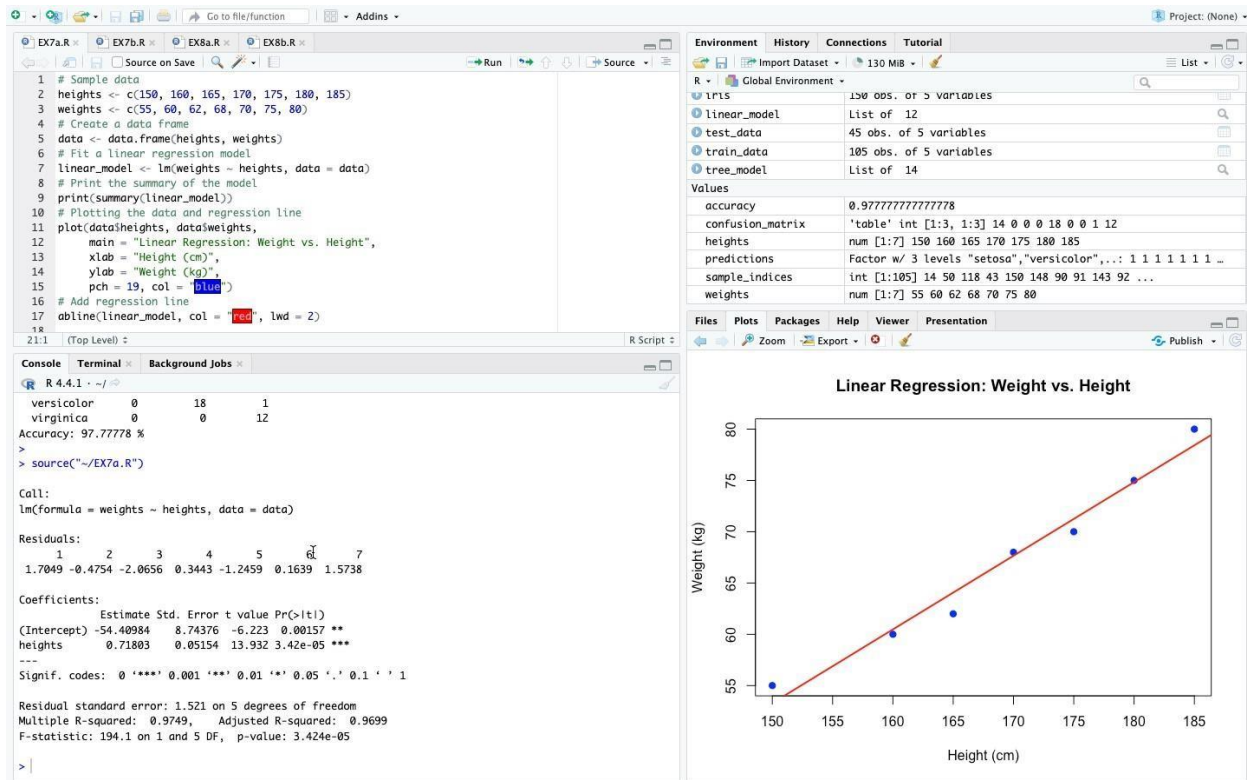 Go to file/function
Addins
Project: (None)
EX7a.R
EX7b.R
EX8a.R
EX8b.R
Source on Save
Run
Source
1 # Sample data
2 heights <- c(150, 160, 165, 170, 175, 180, 185)
3 weights <- c(55, 60, 62, 68, 70, 75, 80)
4 # Create a data frame
5 data <- data.frame(heights, weights)
6 # Fit a linear regression model
7 linear_model <- lm(weights ~ heights, data = data)
8 # Print the summary of the model
9 print(summary(linear_model))
10 # Plotting the data and regression line
11 plot(data$heights, data$weights,
12 main = "Linear Regression: Weight vs. Height",
13 xlab = "Height (cm)",
14 ylab = "Weight (kg)",
15 pch = 19, col = "blue")
16 # Add regression line
17 abline(linear_model, col = "red", lwd = 2)
18
21:1 (Top Level) R Script
Console Terminal Background Jobs
R 4.4.1 · ~/
versicolor 0 18 1
virginica 0 0 12
Accuracy: 97.77778 %
>
> source("~/EX7a.R")
Call:
lm(formula = weights ~ heights, data = data)
Residuals:
1 2 3 4 5 6 7
1.7049 -0.4754 -2.0656 0.3443 -1.2459 0.1639 1.5738
Coefficients:
Estimate Std. Error t value Pr(>|t|)
(Intercept) -54.40984 8.74376 -6.223 0.00157 **
heights 0.71803 0.05154 13.932 3.42e-05 ***
---
Signif. codes: 0 ‘***’ 0.001 ‘**’ 0.01 ‘*’ 0.05 ‘.’ 0.1 ‘ ’ 1
Residual standard error: 1.521 on 5 degrees of freedom
Multiple R-squared: 0.9749, Adjusted R-squared: 0.9699
F-statistic: 194.1 on 1 and 5 DF, p-value: 3.424e-05
>
Environment History Connections Tutorial
Import Dataset 130 MiB List
R Global Environment
iris 150 obs. of 5 variables
linear_model List of 12
test_data 45 obs. of 5 variables
train_data 105 obs. of 5 variables
tree_model List of 14
Values
accuracy 0.977777777777778
confusion_matrix 'table' int [1:3, 1:3] 14 0 0 0 18 0 0 1 12
heights num [1:7] 150 160 165 170 175 180 185
predictions Factor w/ 3 levels "setosa","versicolor",..: 1 1 1 1 1 1 1 …
sample_indices int [1:105] 14 50 118 43 150 148 90 91 143 92 ...
weights num [1:7] 55 60 62 68 70 75 80
Files Plots Packages Help Viewer Presentation
Zoom Export Publish
Linear Regression: Weight vs. Height
Weight (kg)
80
75
70
65
60
55
150 155 160 165 170 175 180 185
Height (cm)